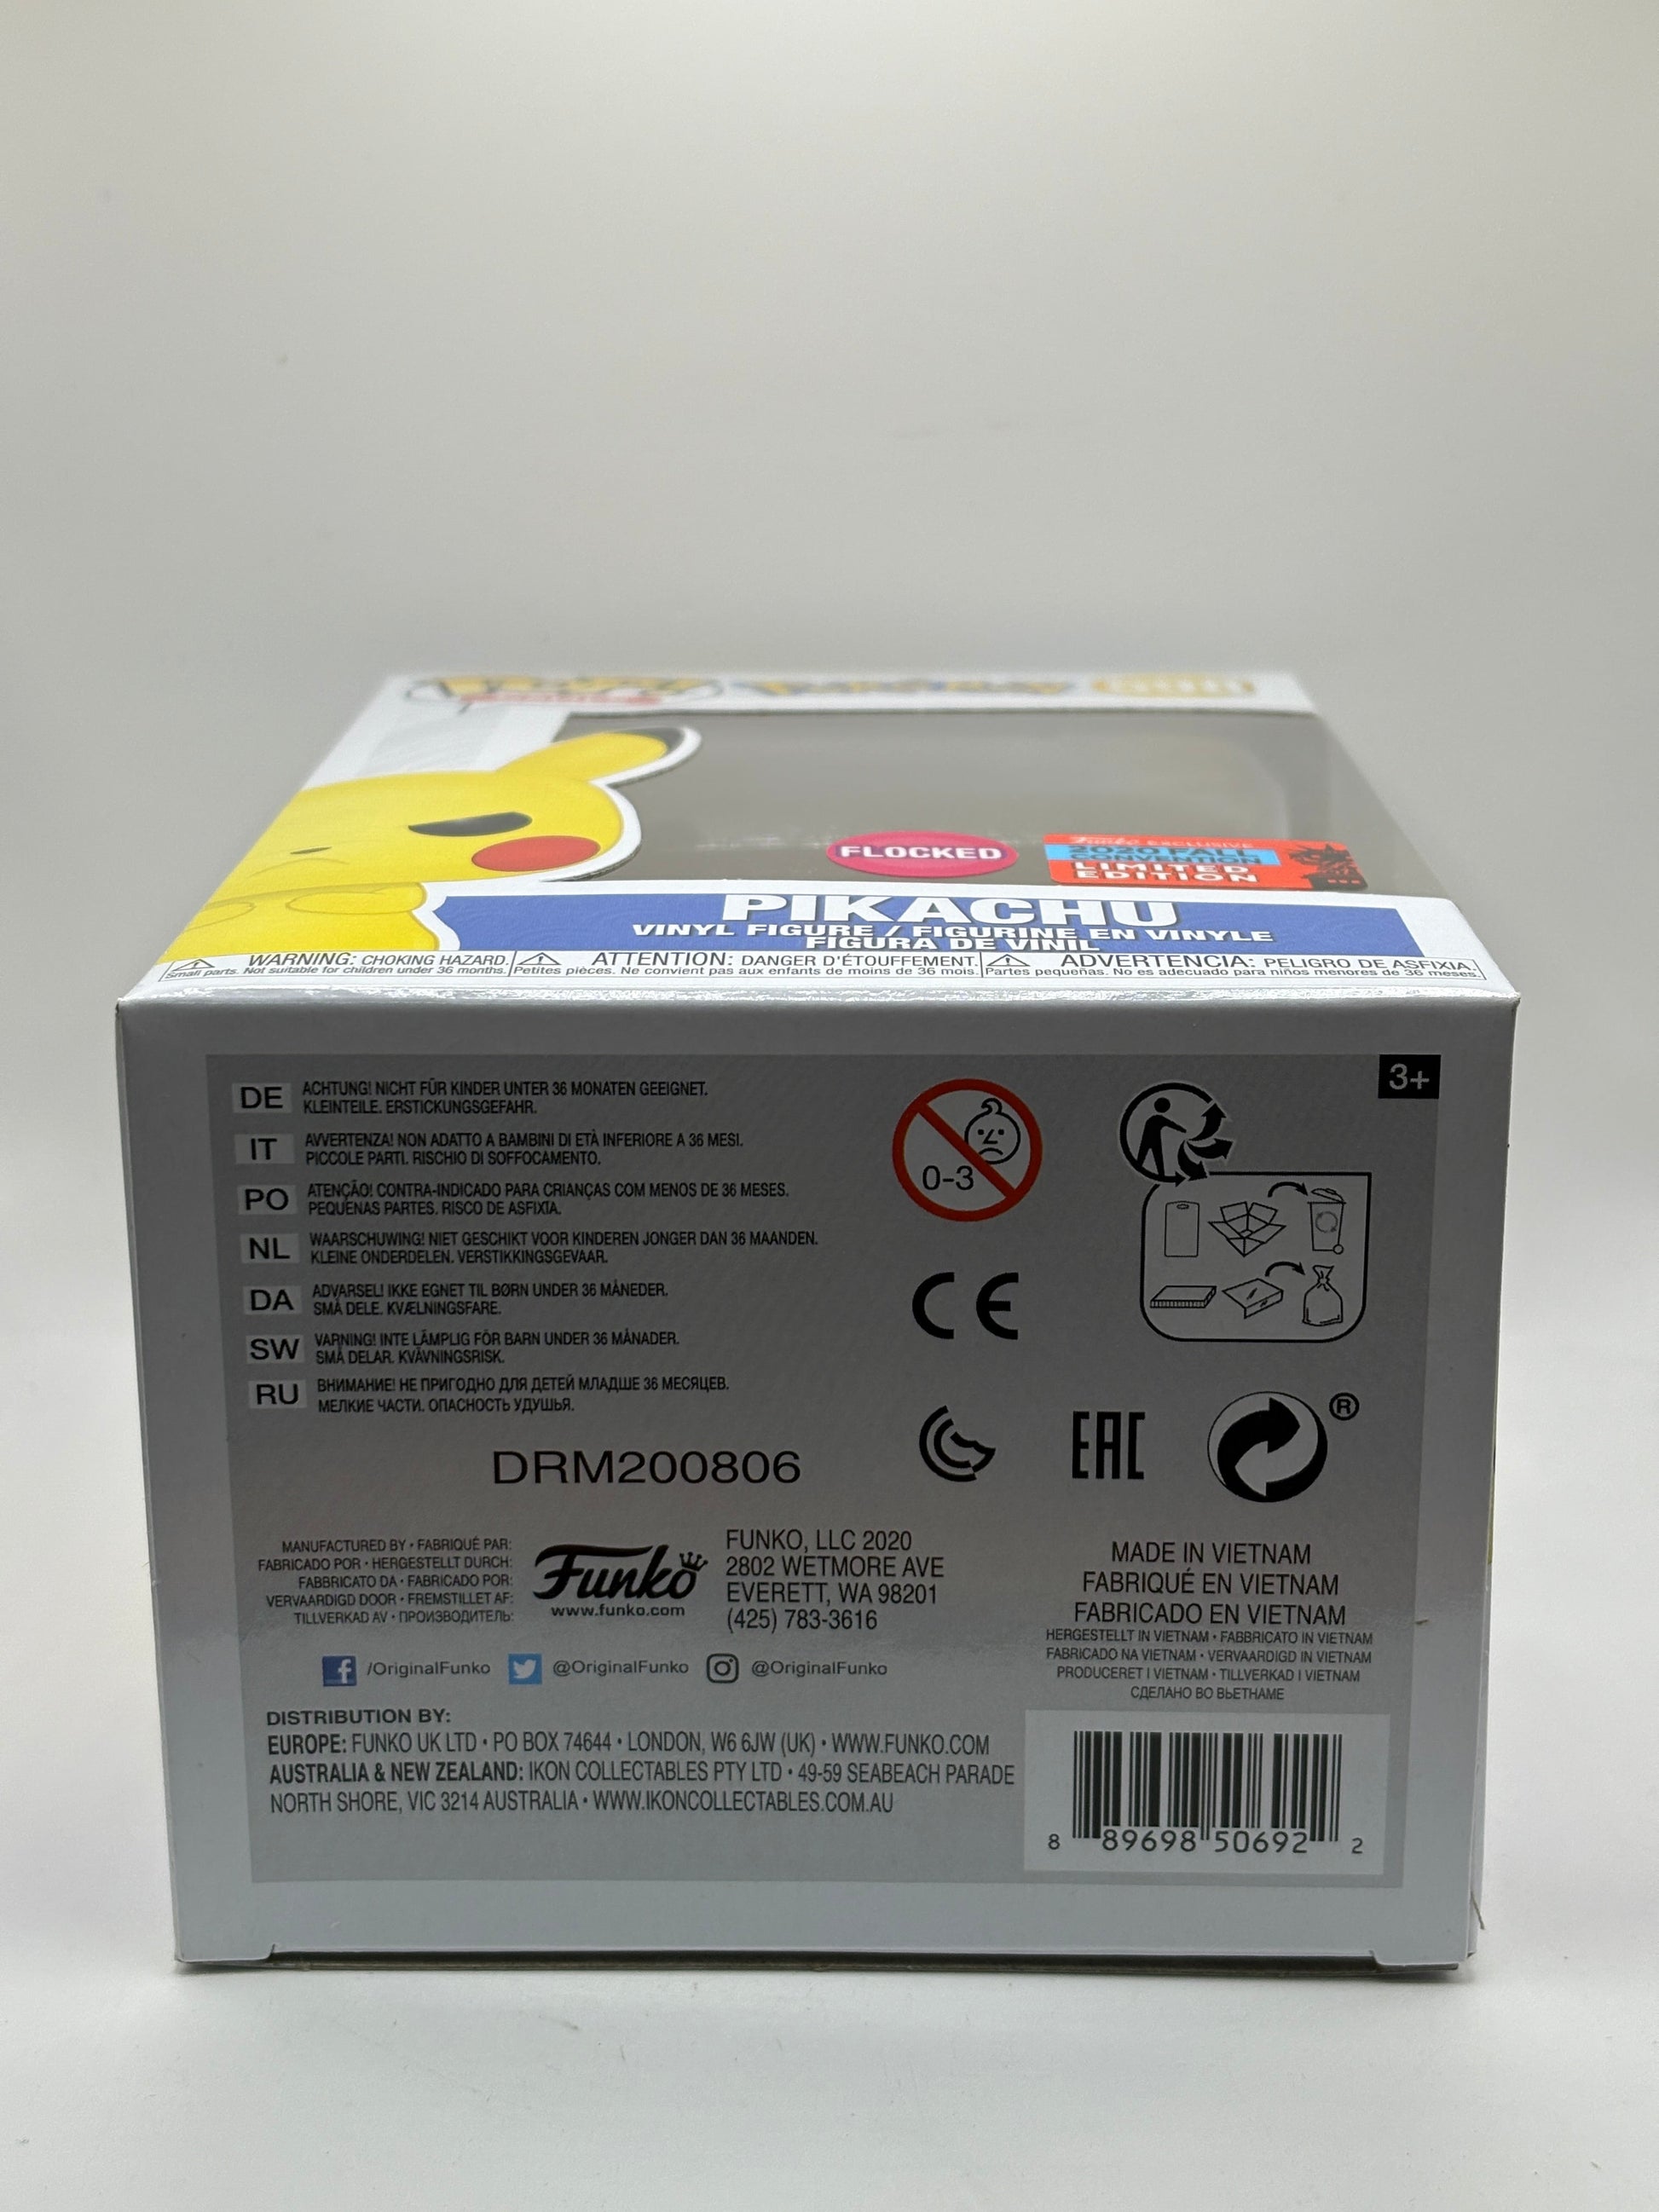 FLOCKED
Funko EXCLUSIVE
2020 FALL
CONVENTION
LIMITED
EDITION
PIKACHU
VINYL FIGURE / FIGURINE EN VINYLE
FIGURA DE VINIL
WARNING: CHOKING HAZARD.
Small parts. Not suitable for children under 36 months.
ATTENTION: DANGER D'ÉTOUFFEMENT.
Petites pièces. Ne convient pas aux enfants de moins de 36 mois.
ADVERTENCIA: PELIGRO DE ASFIXIA.
Partes pequeñas. No es adecuado para niños menores de 36 meses.
3+
DE ACHTUNG! NICHT FÜR KINDER UNTER 36 MONATEN GEEIGNET.
KLEINTEILE. ERSTICKUNGSGEFAHR.
IT AVVERTENZA! NON ADATTO A BAMBINI DI ETÀ INFERIORE A 36 MESI.
PICCOLE PARTI. RISCHIO DI SOFFOCAMENTO.
PO ATENÇÃO! CONTRA-INDICADO PARA CRIANÇAS COM MENOS DE 36 MESES.
PEQUENAS PARTES. RISCO DE ASFIXIA.
NL WAARSCHUWING! NIET GESCHIKT VOOR KINDEREN JONGER DAN 36 MAANDEN.
KLEINE ONDERDELEN. VERSTIKKINGSGEVAAR.
DA ADVARSEL! IKKE EGNET TIL BØRN UNDER 36 MÅNEDER.
SMÅ DELE. KVÆLNINGSFARE.
SW VARNING! INTE LÄMPLIG FÖR BARN UNDER 36 MÅNADER.
SMÅ DELAR. KVÄVNINGSRISK.
RU ВНИМАНИЕ! НЕ ПРИГОДНО ДЛЯ ДЕТЕЙ МЛАДШЕ 36 МЕСЯЦЕВ.
МЕЛКИЕ ЧАСТИ. ОПАСНОСТЬ УДУШЬЯ.
0-3
CE
EAC
®
DRM200806
MANUFACTURED BY • FABRIQUÉ PAR:
FABRICADO POR • HERGESTELLT DURCH:
FABBRICATO DA • FABRICADO POR:
VERVAARDIGD DOOR • FREMSTILLET AF:
TILLVERKAD AV • ПРОИЗВОДИТЕЛЬ:
Funko
www.funko.com
FUNKO, LLC 2020
2802 WETMORE AVE
EVERETT, WA 98201
(425) 783-3616
MADE IN VIETNAM
FABRIQUÉ EN VIETNAM
FABRICADO EN VIETNAM
HERGESTELLT IN VIETNAM • FABBRICATO IN VIETNAM
FABRICADO NA VIETNAM • VERVAARDIGD IN VIETNAM
PRODUCERET I VIETNAM • TILLVERKAD I VIETNAM
СДЕЛАНО ВО ВЬЕТНАМЕ
f /OriginalFunko @OriginalFunko @OriginalFunko
DISTRIBUTION BY:
EUROPE: FUNKO UK LTD • PO BOX 74644 • LONDON, W6 6JW (UK) • WWW.FUNKO.COM
AUSTRALIA & NEW ZEALAND: IKON COLLECTABLES PTY LTD • 49-59 SEABEACH PARADE
NORTH SHORE, VIC 3214 AUSTRALIA • WWW.IKONCOLLECTABLES.COM.AU
8 89698 50692 2